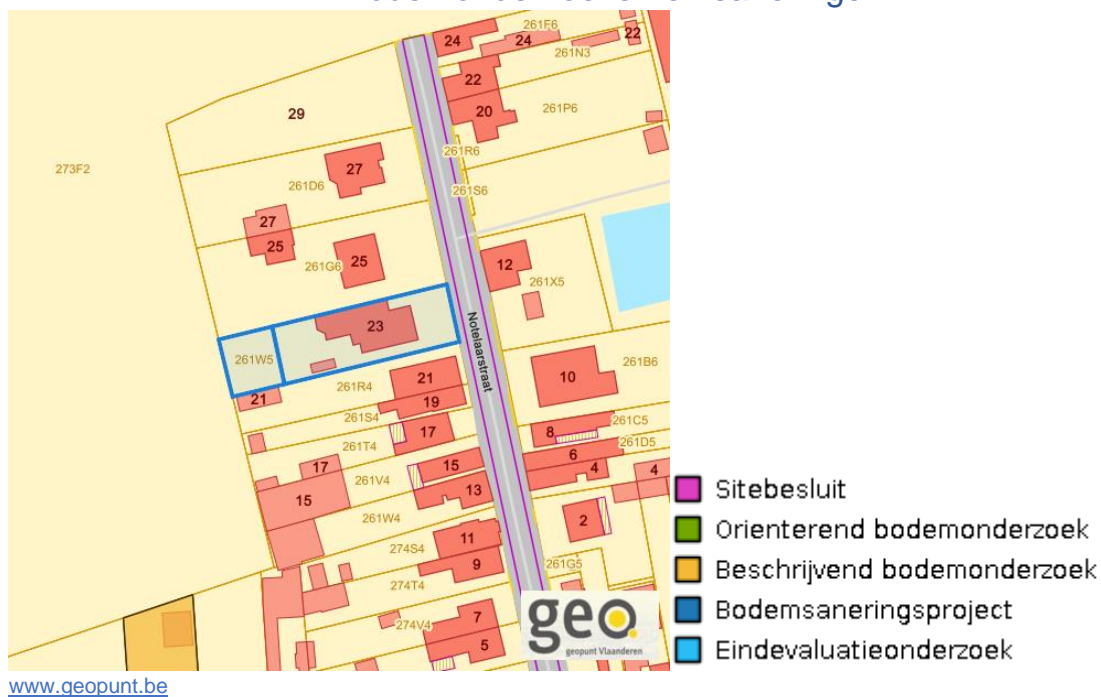 24
261F6
24
22
261N3
22
20
261P6
29
273F2
261R6
27
261D6
261S6
27
25
261G6
25
12
261X5
23
Notelaarstraat
261W5
261R4
21
10
261B6
21
19
261S4
17
8
261C5
261D5
261T4
6
17
15
4
4
261V4
15
13
261W4
2
11
274S4
9
261G5
274T4
7
274V4
5
geo
geopunt Vlaanderen
Sitebesluit
Orienterend bodemonderzoek
Beschrijvend bodemonderzoek
Bodemsaneringsproject
Eindevaluatieonderzoek
www.geopunt.be